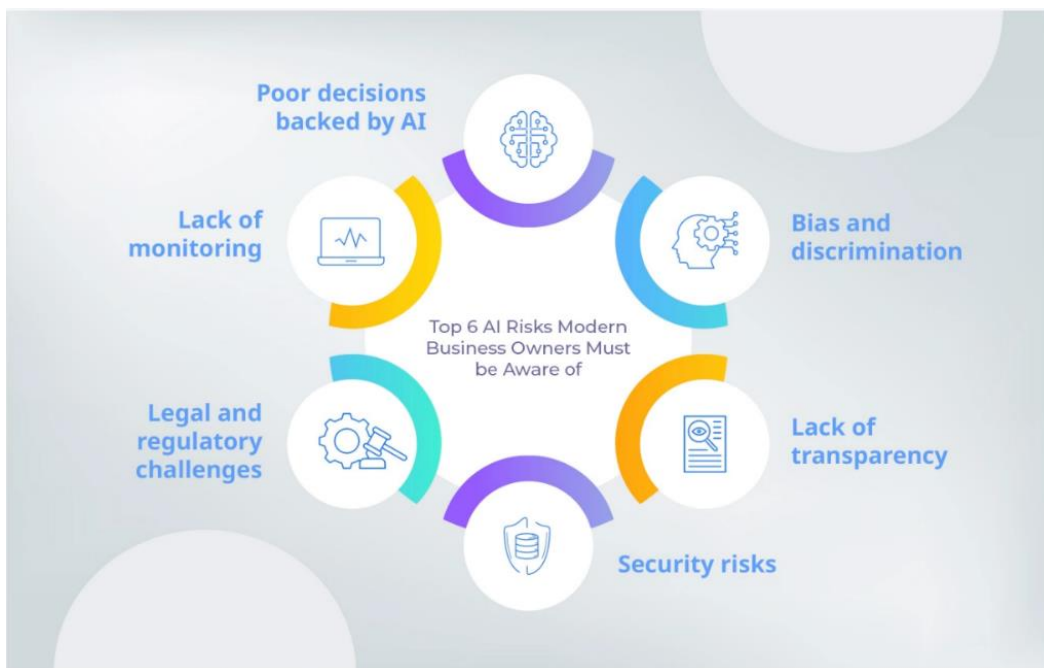 Poor decisions
backed by AI
Lack of
monitoring
Bias and
discrimination
Top 6 AI Risks Modern
Business Owners Must
be Aware of
Legal and
regulatory
challenges
Lack of
transparency
Security risks